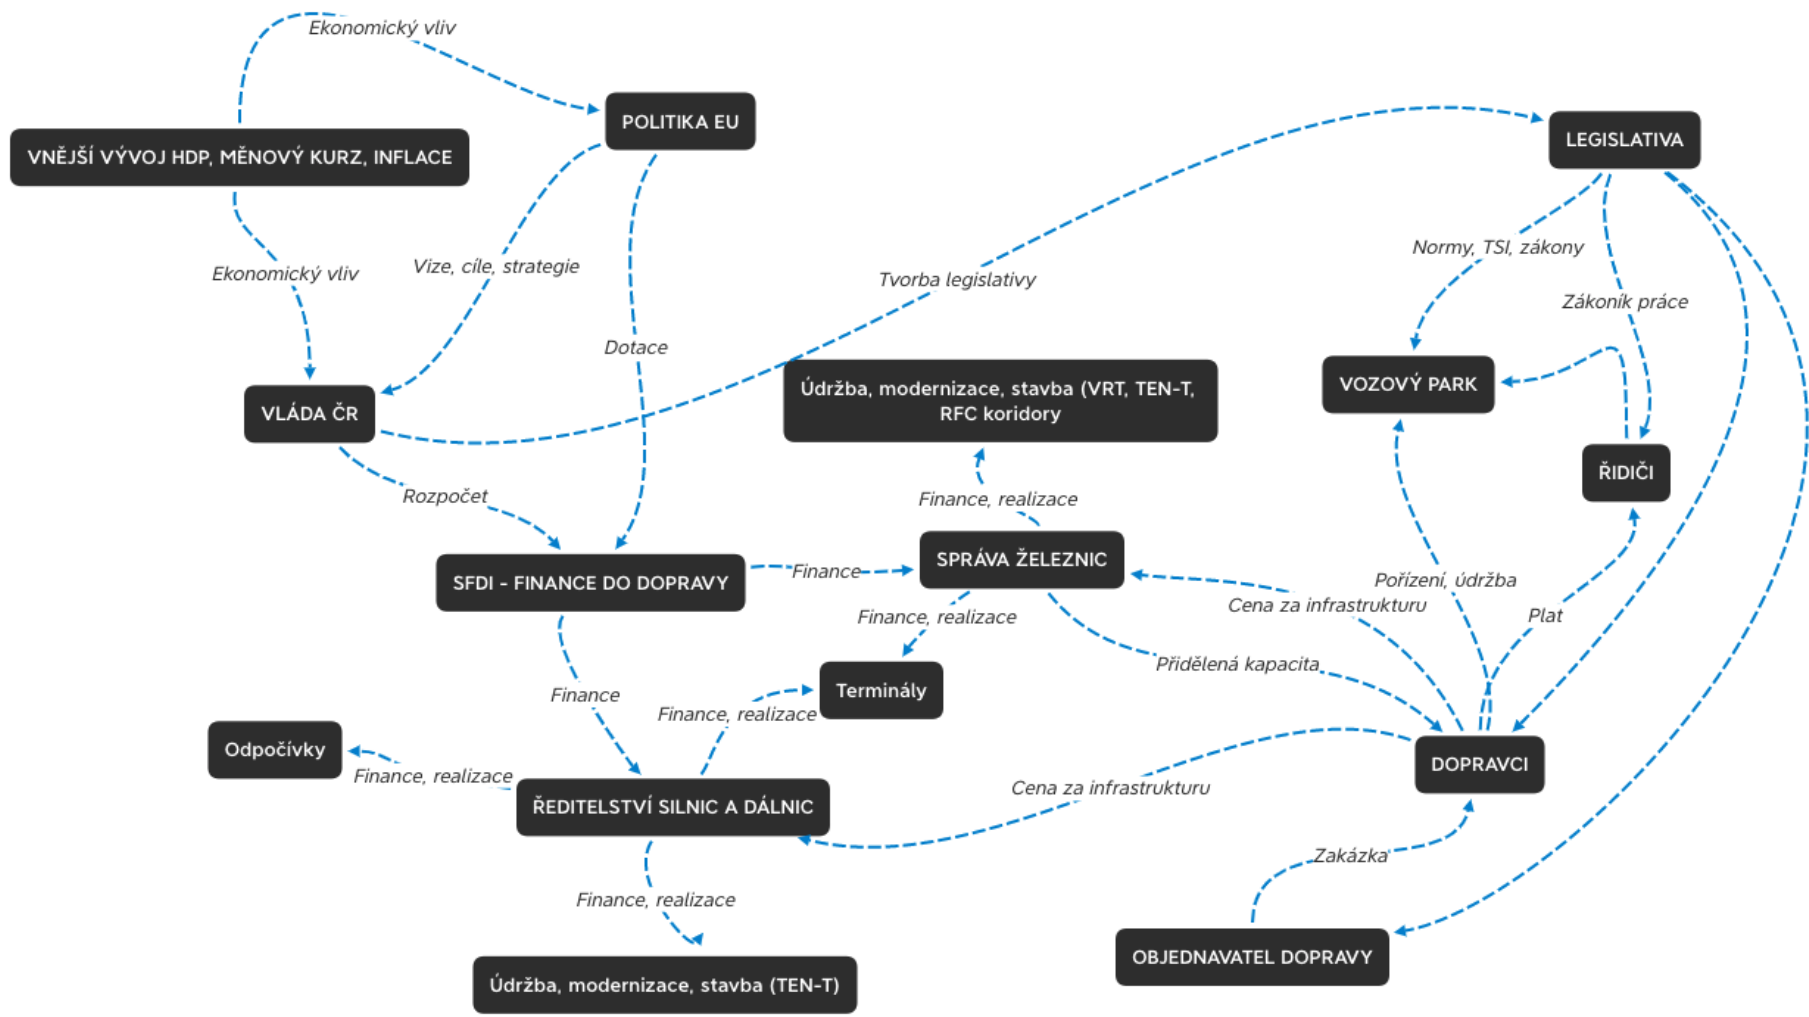 Ekonomický vliv
POLITIKA EU
VNĚJŠÍ VÝVOJ HDP, MĚNOVÝ KURZ, INFLACE
LEGISLATIVA
Normy, TSI, zákony
Ekonomický vliv
Vize, cíle, strategie
Tvorba legislativy
Zákoník práce
Dotace
VLÁDA ČR
Údržba, modernizace, stavba (VRT, TEN-T,
RFC koridory
VOZOVÝ PARK
ŘIDIČI
Rozpočet
Finance, realizace
SPRÁVA ŽELEZNIC
SFDI - FINANCE DO DOPRAVY
Finance
Pořízení, údržba
Cena za infrastrukturu
Plat
Finance, realizace
Přidělená kapacita
Finance
Terminály
Finance, realizace
Odpočívky
Finance, realizace
DOPRAVCI
Cena za infrastrukturu
ŘEDITELSTVÍ SILNIC A DÁLNIC
Zakázka
Finance, realizace
OBJEDNAVATEL DOPRAVY
Údržba, modernizace, stavba (TEN-T)